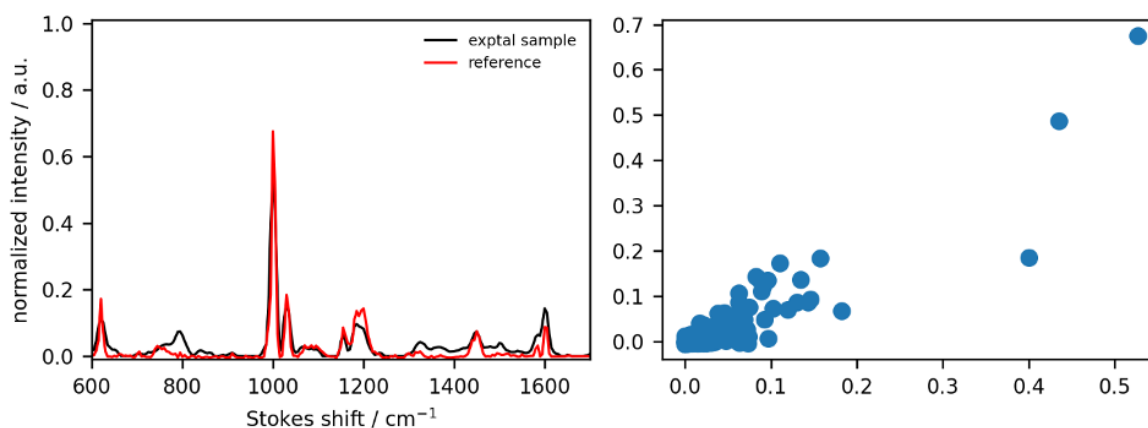 normalized intensity / a.u.
1.0
0.8
0.6
0.4
0.2
0.0
exptal sample
reference
600 800 1000 1200 1400 1600
Stokes shift / cm⁻¹
0.7
0.6
0.5
0.4
0.3
0.2
0.1
0.0
0.0 0.1 0.2 0.3 0.4 0.5